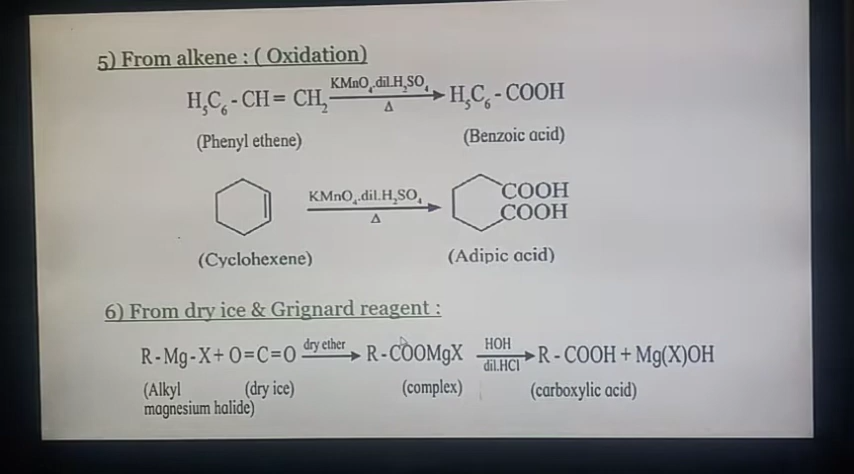 5) From alkene : ( Oxidation)
H₅C₆ - CH = CH₂ KMnO₄.dil.H₂SO₄ Δ H₅C₆ - COOH
(Phenyl ethene) (Benzoic acid)
KMnO₄.dil.H₂SO₄ Δ COOH COOH
(Cyclohexene) (Adipic acid)
6) From dry ice & Grignard reagent :
R - Mg - X + O=C=O dry ether R - COOMgX HOH dil.HCl R - COOH + Mg(X)OH
(Alkyl magnesium halide) (dry ice) (complex) (carboxylic acid)